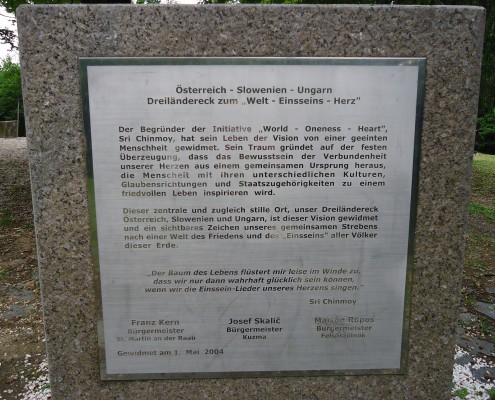 Österreich - Slowenien - Ungarn
Dreiländereck zum „Welt - Einsseins - Herz"
Der Begründer der Initiative „World - Oneness - Heart",
Sri Chinmoy, hat sein Leben der Vision von einer geeinten
Menschheit gewidmet. Sein Traum gründet auf der festen
Überzeugung, dass das Bewusstsein der Verbundenheit
unserer Herzen aus einem gemeinsamen Ursprung heraus,
die Menschen mit ihren unterschiedlichen Kulturen,
Glaubensrichtungen und Staatszugehörigkeiten zu einem
friedvollen Leben inspirieren wird.
Dieser zentrale und zugleich stille Ort, unser Dreiländereck
Österreich, Slowenien und Ungarn, ist dieser Vision gewidmet
und ein sichtbares Zeichen unseres gemeinsamen Strebens
nach einer Welt des Friedens und des „Einsseins" aller Völker
dieser Erde.
„Der Baum des Lebens flüstert mir leise im Winde zu,
dass wir nur dann wahrhaft glücklich sein können,
wenn wir die Einssein-Lieder unseres Herzens singen."
Sri Chinmoy
Franz Kern Josef Skalič Rúpos
Bürgermeister Bürgermeister Bürgermeister
St. Martin an der Raab Kuzma Felsőszölnök
Gewidmet am 1. Mai 2004